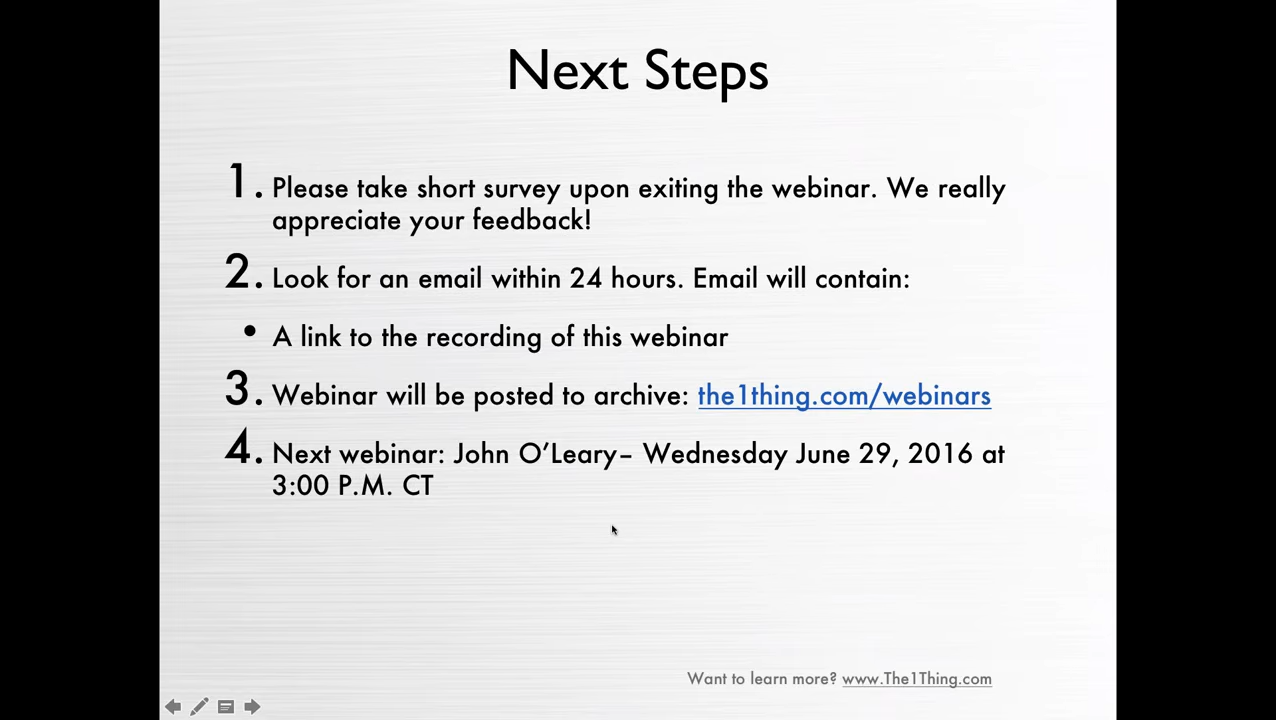 Next Steps
1. Please take short survey upon exiting the webinar. We really
appreciate your feedback!
2. Look for an email within 24 hours. Email will contain:
• A link to the recording of this webinar
3. Webinar will be posted to archive: the1thing.com/webinars
4. Next webinar: John O’Leary– Wednesday June 29, 2016 at
3:00 P.M. CT
Want to learn more? www.The1Thing.com